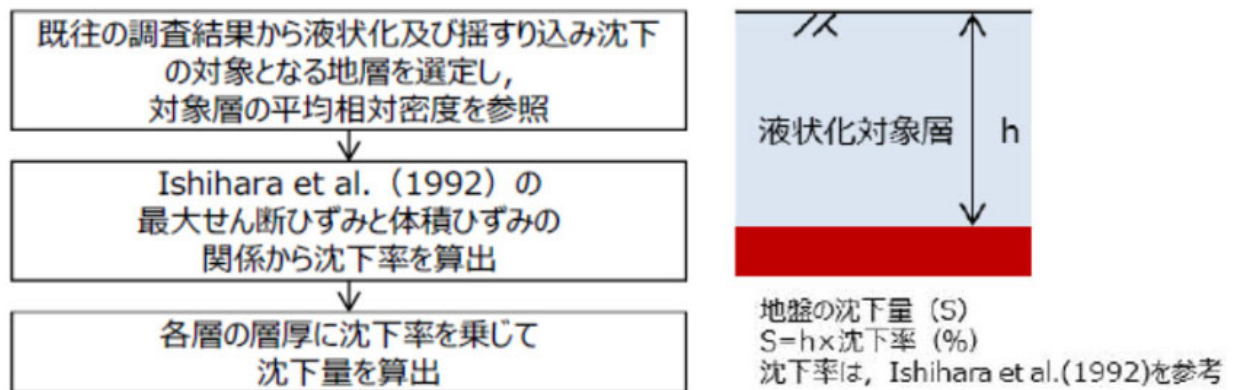 既往の調査結果から液状化及び揺すり込み沈下
の対象となる地層を選定し，
対象層の平均相対密度を参照
Ishihara et al.（1992）の
最大せん断ひずみと体積ひずみの
関係から沈下率を算出
各層の層厚に沈下率を乗じて
沈下量を算出
液状化対象層
h
地盤の沈下量（S）
S=h×沈下率（%）
沈下率は，Ishihara et al.(1992)を参考